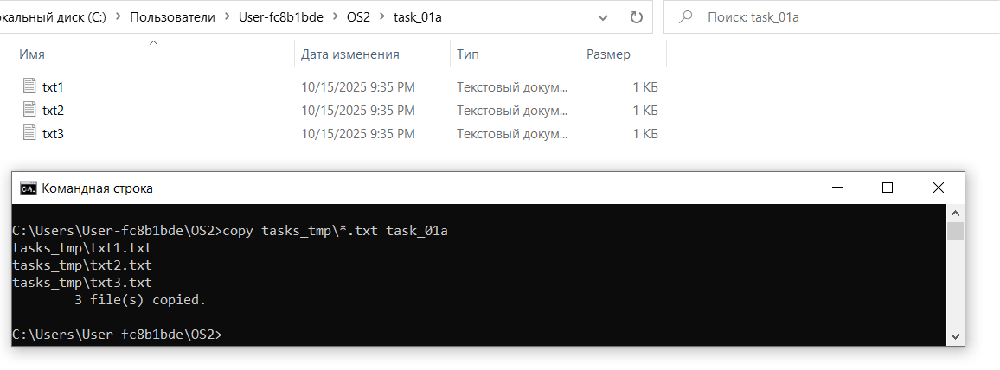 окальный диск (C:) > Пользователи > User-fc8b1bde > OS2 > task_01a
Поиск: task_01a
Имя Дата изменения Тип Размер
txt1 10/15/2025 9:35 PM Текстовый докум... 1 КБ
txt2 10/15/2025 9:35 PM Текстовый докум... 1 КБ
txt3 10/15/2025 9:35 PM Текстовый докум... 1 КБ
Командная строка
C:\Users\User-fc8b1bde\OS2>copy tasks_tmp\*.txt task_01a
tasks_tmp\txt1.txt
tasks_tmp\txt2.txt
tasks_tmp\txt3.txt
3 file(s) copied.
C:\Users\User-fc8b1bde\OS2>